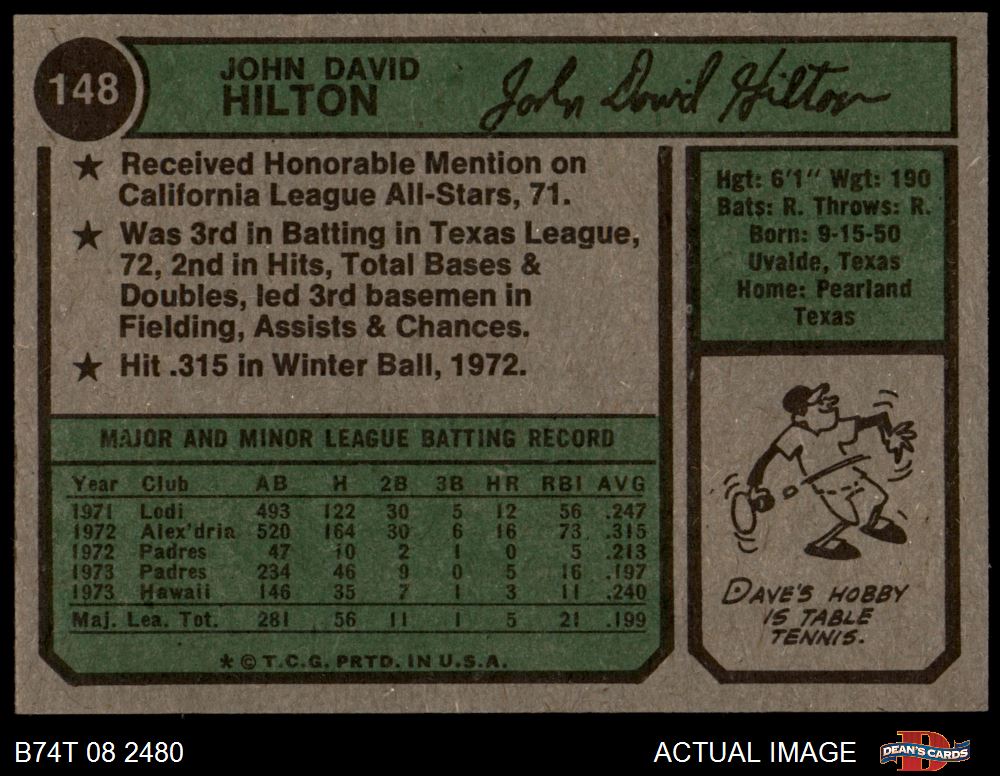 148
JOHN DAVID
HILTON
John David Hilton
★ Received Honorable Mention on
California League All-Stars, 71.
★ Was 3rd in Batting in Texas League,
72, 2nd in Hits, Total Bases &
Doubles, led 3rd basemen in
Fielding, Assists & Chances.
★ Hit .315 in Winter Ball, 1972.
Hgt: 6'1" Wgt: 190
Bats: R. Throws: R.
Born: 9-15-50
Uvalde, Texas
Home: Pearland
Texas
MAJOR AND MINOR LEAGUE BATTING RECORD
Year Club AB H 2B 3B HR RBI AVG
1971 Lodi 493 122 30 5 12 56 .247
1972 Alex'dria 520 164 30 6 16 73 .315
1972 Padres 47 10 2 1 0 5 .213
1973 Padres 234 46 9 0 5 16 .197
1973 Hawaii 146 35 7 1 3 11 .240
Maj. Lea. Tot. 281 56 11 1 5 21 .199
* © T.C.G. PRTD. IN U.S.A.
DAVE'S HOBBY
IS TABLE
TENNIS.
B74T 08 2480
ACTUAL IMAGE
D
DEAN'S CARDS